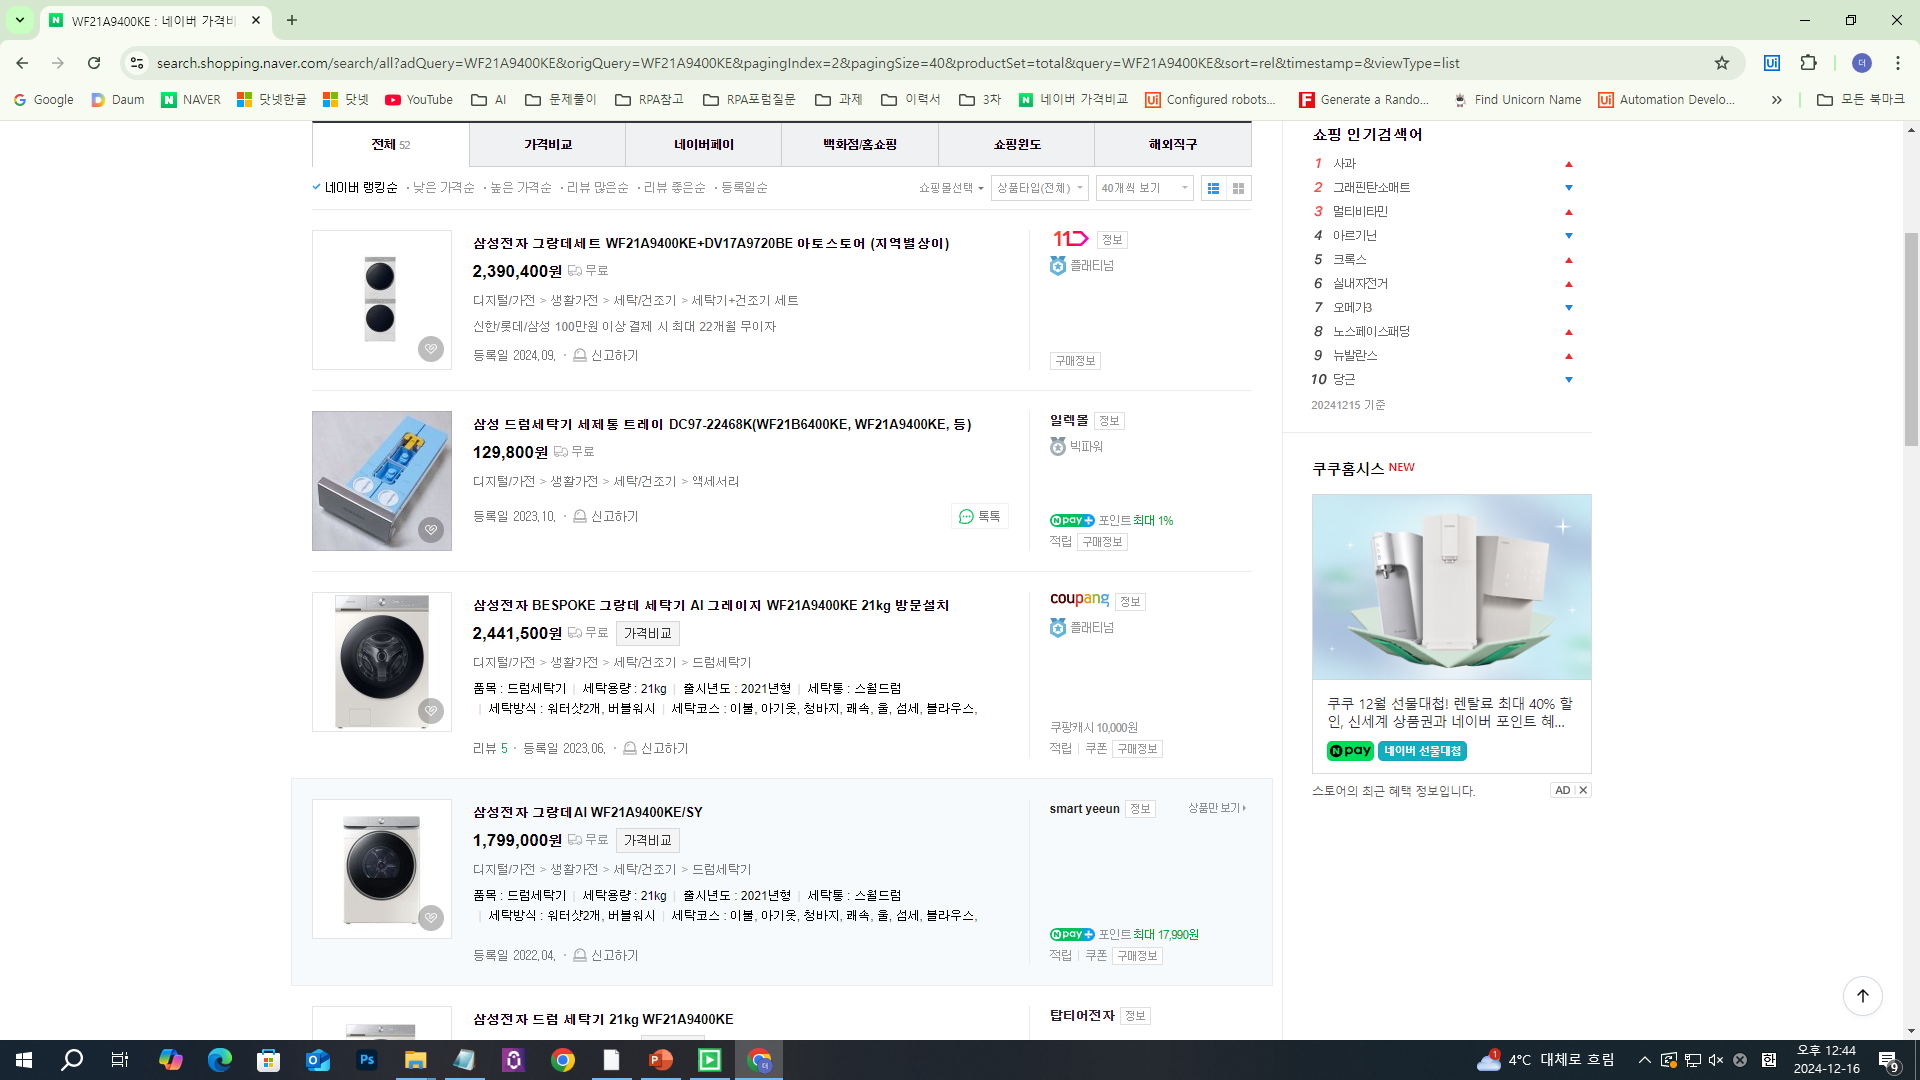 WF21A9400KE : 네이버 가격비
search.shopping.naver.com/search/all?adQuery=WF21A9400KE&origQuery=WF21A9400KE&pagingIndex=2&pagingSize=40&productSet=total&query=WF21A9400KE&sort=rel&timestamp=&viewType=list
더
Google
Daum
NAVER
닷넷한글
닷넷
YouTube
AI
문제풀이
RPA참고
RPA포럼질문
과제
이력서
3차
네이버 가격비교
Configured robots...
Generate a Rando...
Find Unicorn Name
Automation Develo...
모든 북마크
전체 52
가격비교
네이버페이
백화점/홈쇼핑
쇼핑윈도
해외직구
네이버 랭킹순 · 낮은 가격순 · 높은 가격순 · 리뷰 많은순 · 리뷰 좋은순 · 등록일순
쇼핑몰선택
상품타입(전체)
40개씩 보기
삼성전자 그랑데세트 WF21A9400KE+DV17A9720BE 아토스토어 (지역별상이)
2,390,400원 무료
디지털/가전 > 생활가전 > 세탁/건조기 > 세탁기+건조기 세트
신한/롯데/삼성 100만원 이상 결제 시 최대 22개월 무이자
등록일 2024.09. · 신고하기
11 정보
플래티넘
구매정보
삼성 드럼세탁기 세제통 트레이 DC97-22468K(WF21B6400KE, WF21A9400KE, 등)
129,800원 무료
디지털/가전 > 생활가전 > 세탁/건조기 > 액세서리
등록일 2023.10. · 신고하기
톡톡
일렉몰 정보
빅파워
N pay+ 포인트 최대 1%
적립 구매정보
삼성전자 BESPOKE 그랑데 세탁기 AI 그레이지 WF21A9400KE 21kg 방문설치
2,441,500원 무료 가격비교
디지털/가전 > 생활가전 > 세탁/건조기 > 드럼세탁기
품목 : 드럼세탁기 | 세탁용량 : 21kg | 출시년도 : 2021년형 | 세탁통 : 스월드럼
| 세탁방식 : 워터샷2개, 버블워시 | 세탁코스 : 이불, 아기옷, 청바지, 쾌속, 울, 섬세, 블라우스,
리뷰 5 · 등록일 2023.06. · 신고하기
coupang 정보
플래티넘
쿠팡캐시 10,000원
적립 | 쿠폰 구매정보
삼성전자 그랑데AI WF21A9400KE/SY
1,799,000원 무료 가격비교
디지털/가전 > 생활가전 > 세탁/건조기 > 드럼세탁기
품목 : 드럼세탁기 | 세탁용량 : 21kg | 출시년도 : 2021년형 | 세탁통 : 스월드럼
| 세탁방식 : 워터샷2개, 버블워시 | 세탁코스 : 이불, 아기옷, 청바지, 쾌속, 울, 섬세, 블라우스,
등록일 2022.04. · 신고하기
smart yeeun 정보
상품만 보기
N pay+ 포인트 최대 17,990원
적립 | 쿠폰 구매정보
삼성전자 드럼 세탁기 21kg WF21A9400KE
탑티어전자 정보
쇼핑 인기검색어
1 사과
2 그래핀탄소매트
3 멀티비타민
4 아르기닌
5 크록스
6 실내자전거
7 오메가3
8 노스페이스패딩
9 뉴발란스
10 당근
20241215 기준
쿠쿠홈시스 NEW
쿠쿠 12월 선물대첩! 렌탈료 최대 40% 할
인, 신세계 상품권과 네이버 포인트 혜...
N pay 네이버 선물대첩
스토어의 최근 혜택 정보입니다.
AD
Ps
1
4°C 대체로 흐림
한
오후 12:44
2024-12-16
9